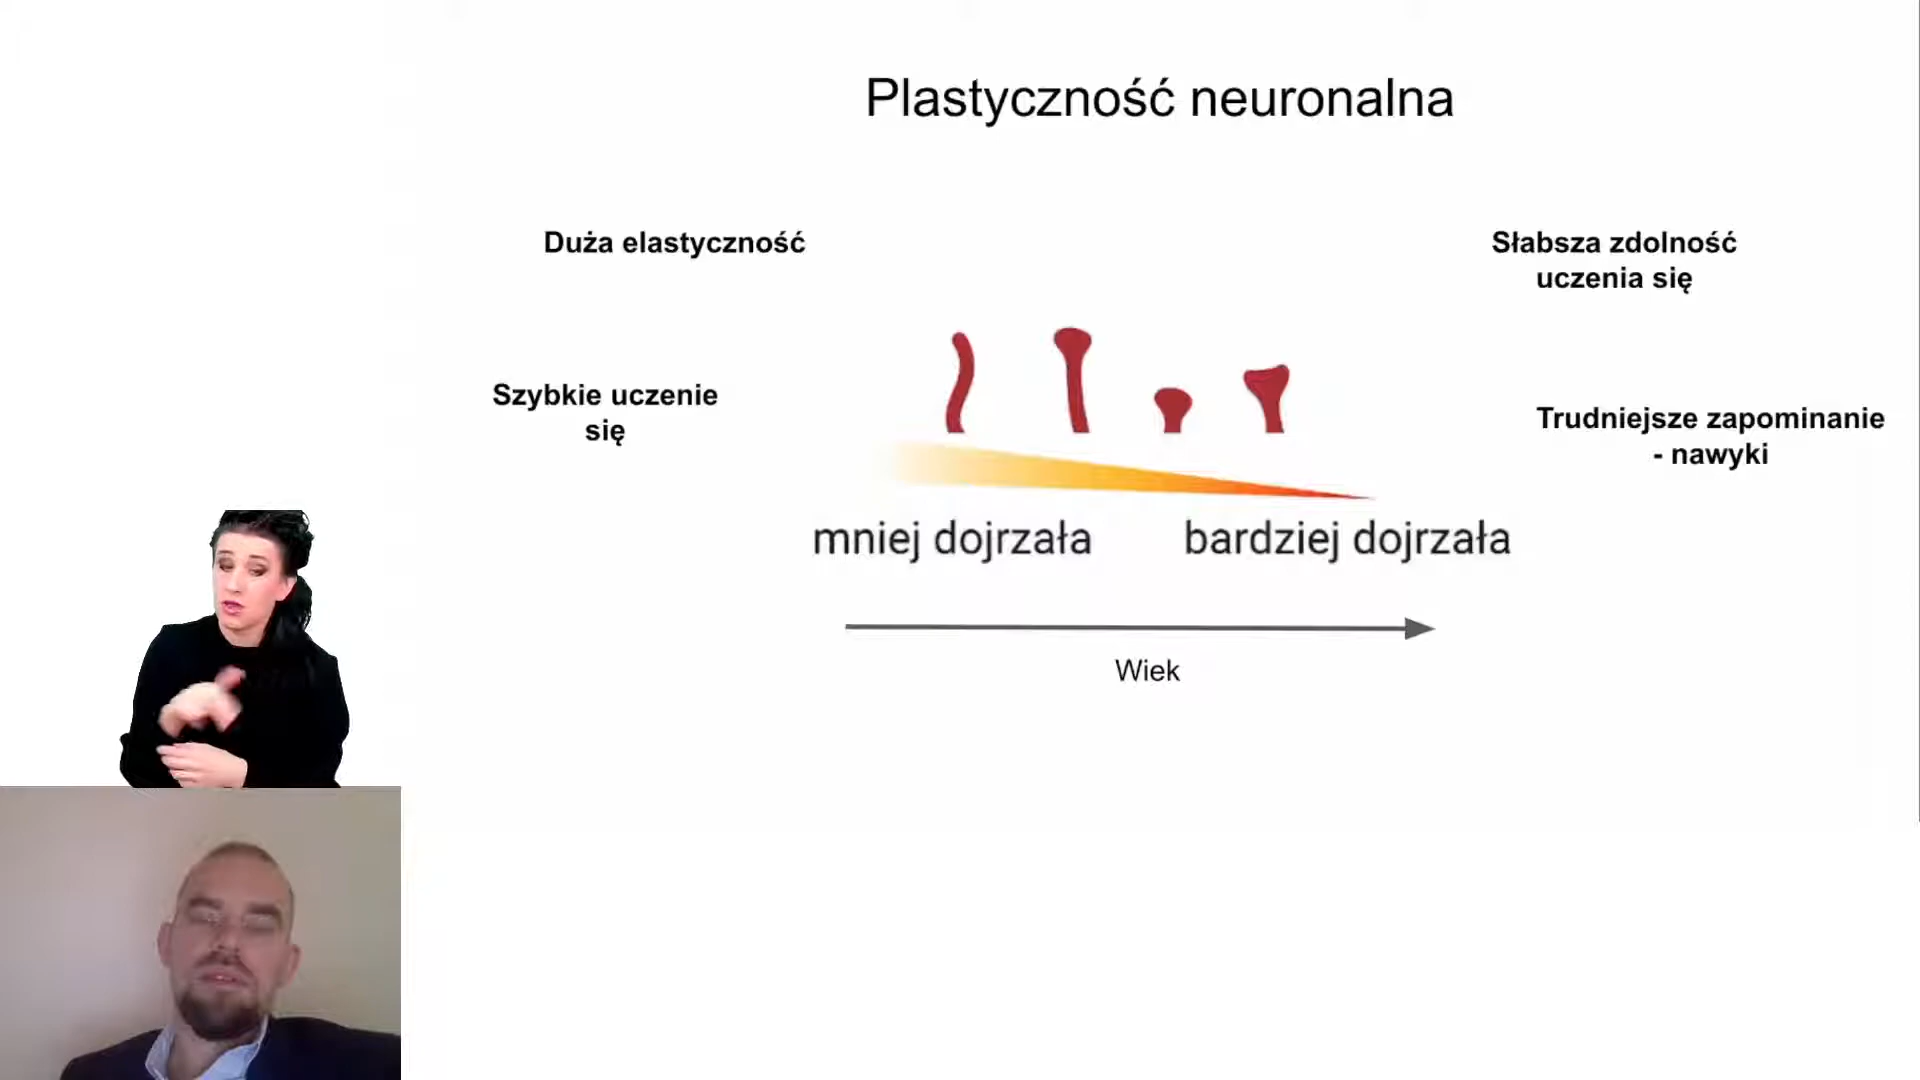 Plastyczność neuronalna
Duża elastyczność
Szybkie uczenie
się
Słabsza zdolność
uczenia się
Trudniejsze zapominanie
- nawyki
mniej dojrzała
bardziej dojrzała
Wiek